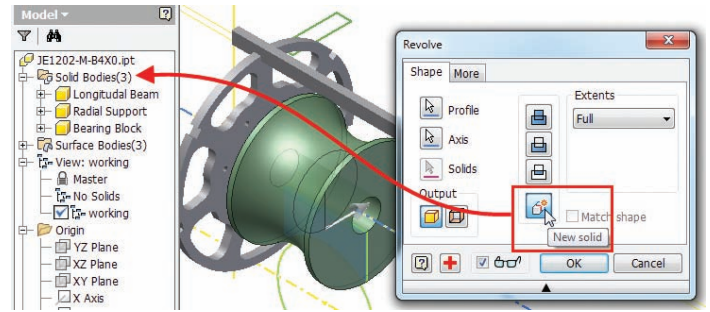 Model
JE1202-M-B4X0.ipt
Solid Bodies(3)
Longitudal Beam
Radial Support
Bearing Block
Surface Bodies(3)
View: working
Master
No Solids
working
Origin
YZ Plane
XZ Plane
XY Plane
X Axis
Revolve
Shape
More
Profile
Axis
Solids
Output
Extents
Full
Match shape
New solid
OK
Cancel